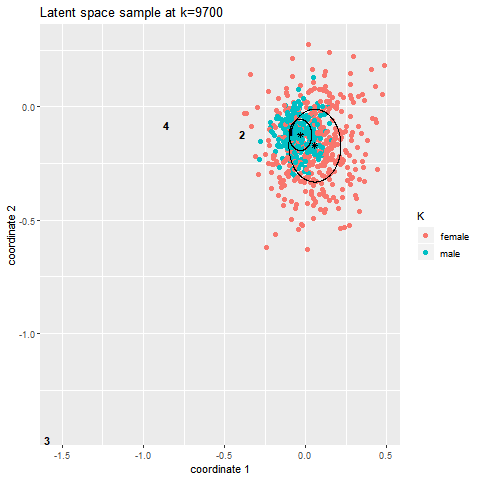 Latent space sample at k=9700
0.0
-0.5
-1.0
coordinate 2
4
2
3
-1.5
-1.0
-0.5
0.0
0.5
coordinate 1
K
female
male